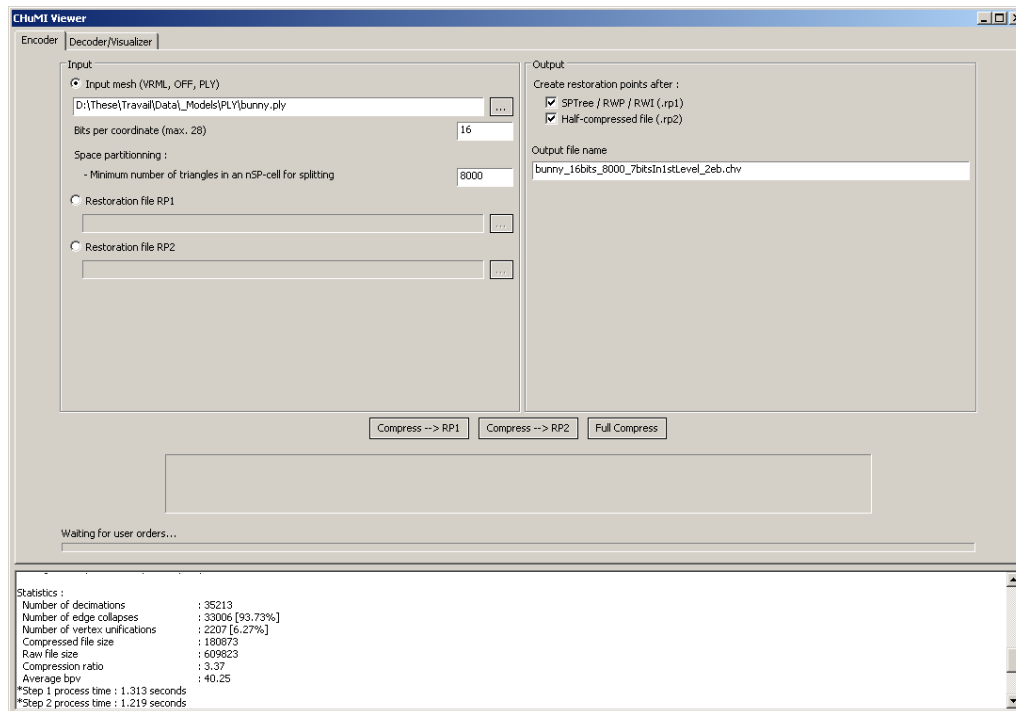 CHuMI Viewer
Encoder
Decoder/Visualizer
Input
Input mesh (VRML, OFF, PLY)
D:\These\Travail\Data\_Models\PLY\bunny.ply
...
Bits per coordinate (max. 28)
16
Space partitionning :
- Minimum number of triangles in an nSP-cell for splitting
8000
Restoration file RP1
...
Restoration file RP2
...
Output
Create restoration points after :
SPTree / RWP / RWI (.rp1)
Half-compressed file (.rp2)
Output file name
bunny_16bits_8000_7bitsIn1stLevel_2eb.chv
Compress --> RP1
Compress --> RP2
Full Compress
Waiting for user orders...
Statistics :
Number of decimations : 35213
Number of edge collapses : 33006 [93.73%]
Number of vertex unifications : 2207 [6.27%]
Compressed file size : 180873
Raw file size : 609823
Compression ratio : 3.37
Average bpv : 40.25
*Step 1 process time : 1.313 seconds
*Step 2 process time : 1.219 seconds